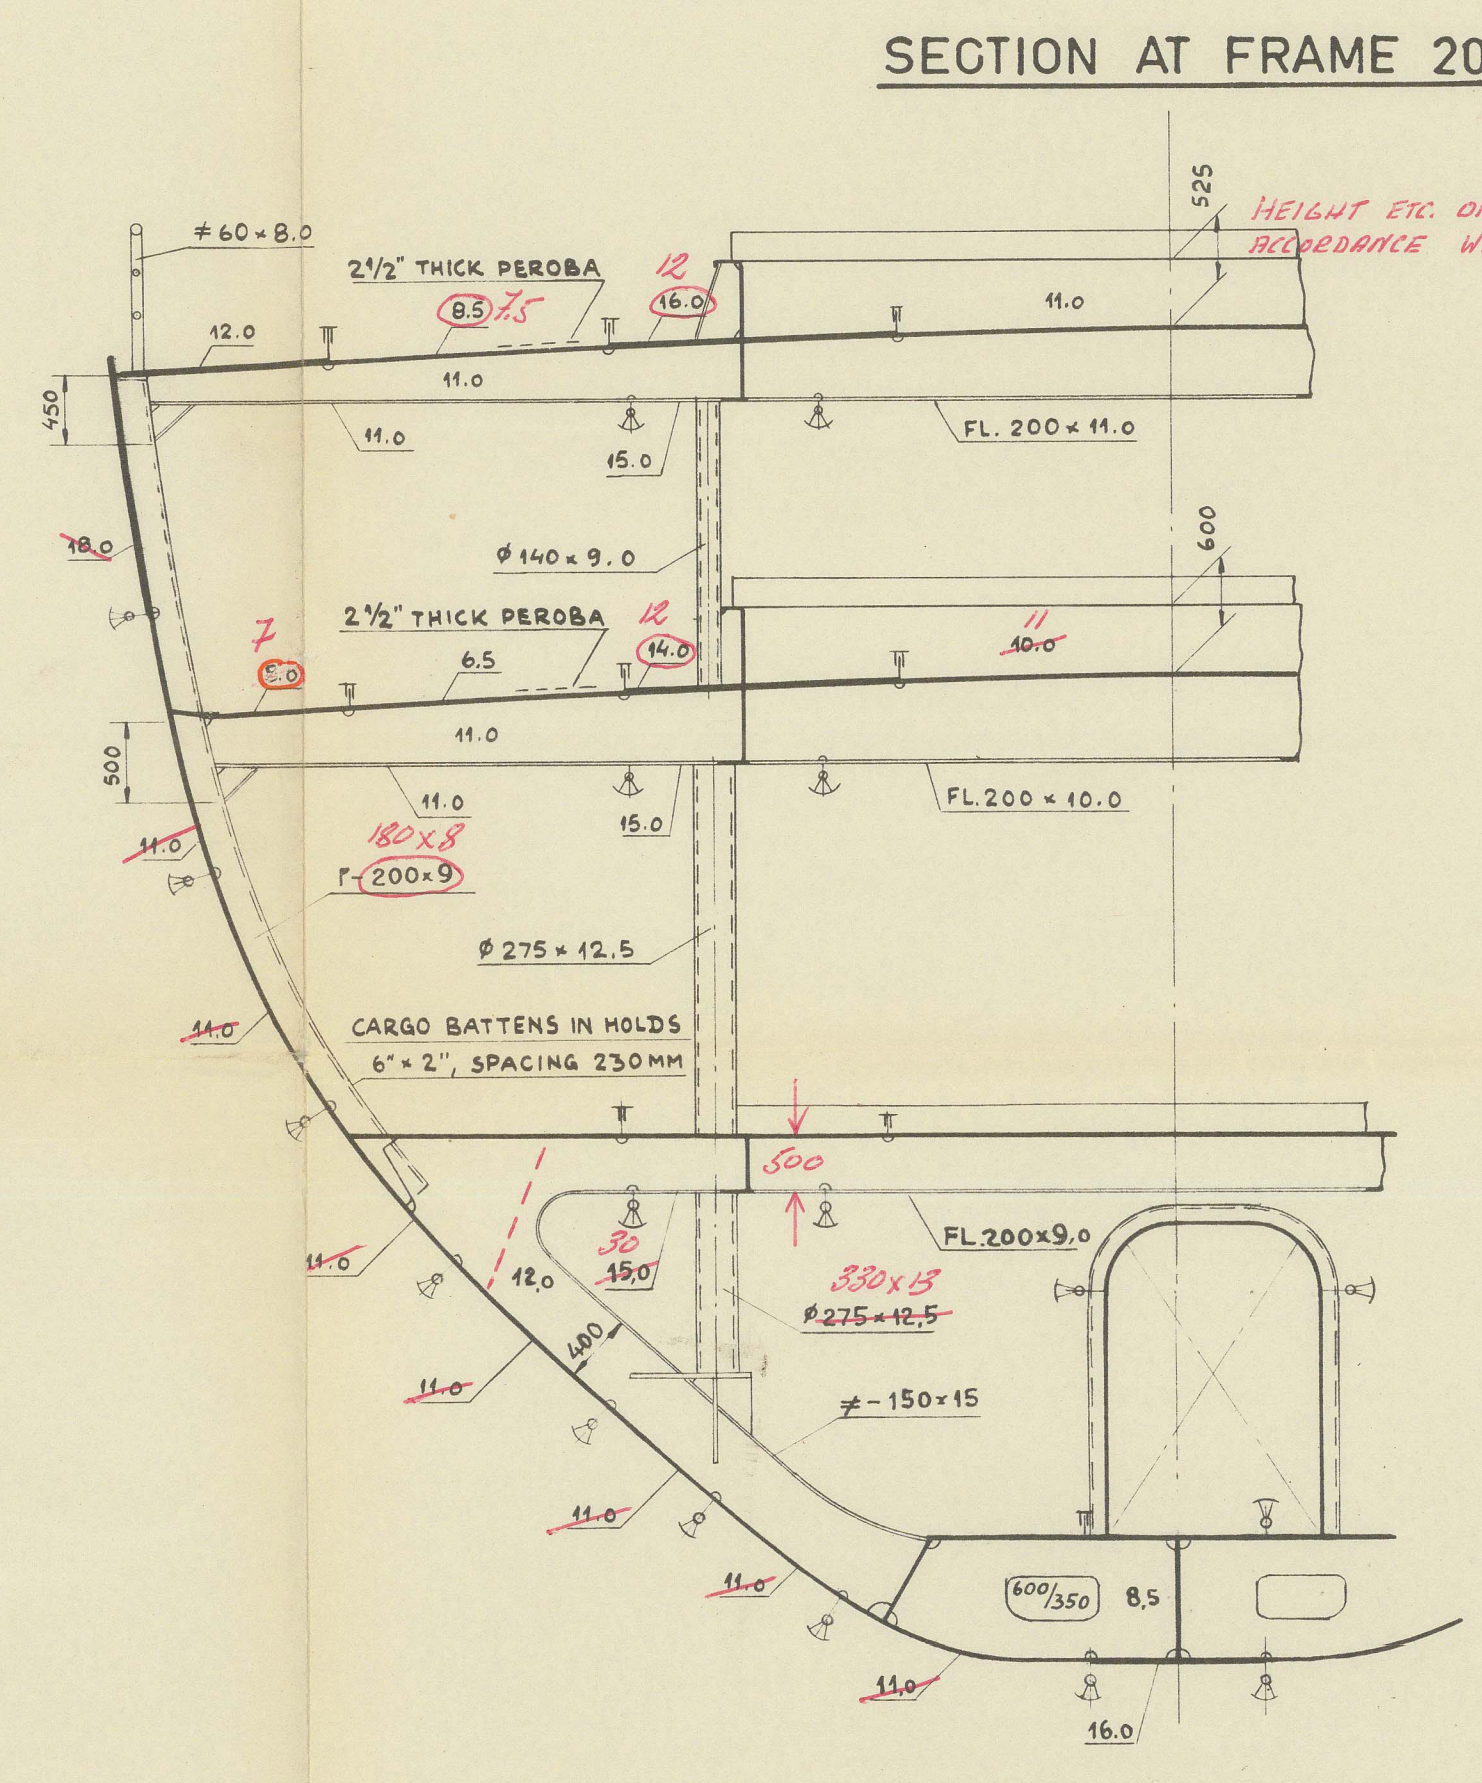 SECTION AT FRAME 20
525
HEIGHT ETC.
ACCORDANCE W
≠ 60 × 8.0
2 1/2" THICK PEROBA
12
8.5
7.5
16.0
11.0
12.0
11.0
450
11.0
15.0
FL. 200 × 11.0
600
18.0
Ø 140 × 9.0
2 1/2" THICK PEROBA
12
11
7
14.0
10.0
6.5
8.0
11.0
500
11.0
15.0
FL. 200 × 10.0
11.0
180 × 8
200 × 9
Ø 275 × 12,5
11.0
CARGO BATTENS IN HOLDS
6" × 2", SPACING 230 MM
500
FL. 200 × 9,0
30
11.0
12,0
15,0
330 × 13
Ø 275 × 12,5
400
11.0
≠ - 150 × 15
11.0
11.0
600/350
8,5
11,0
16.0